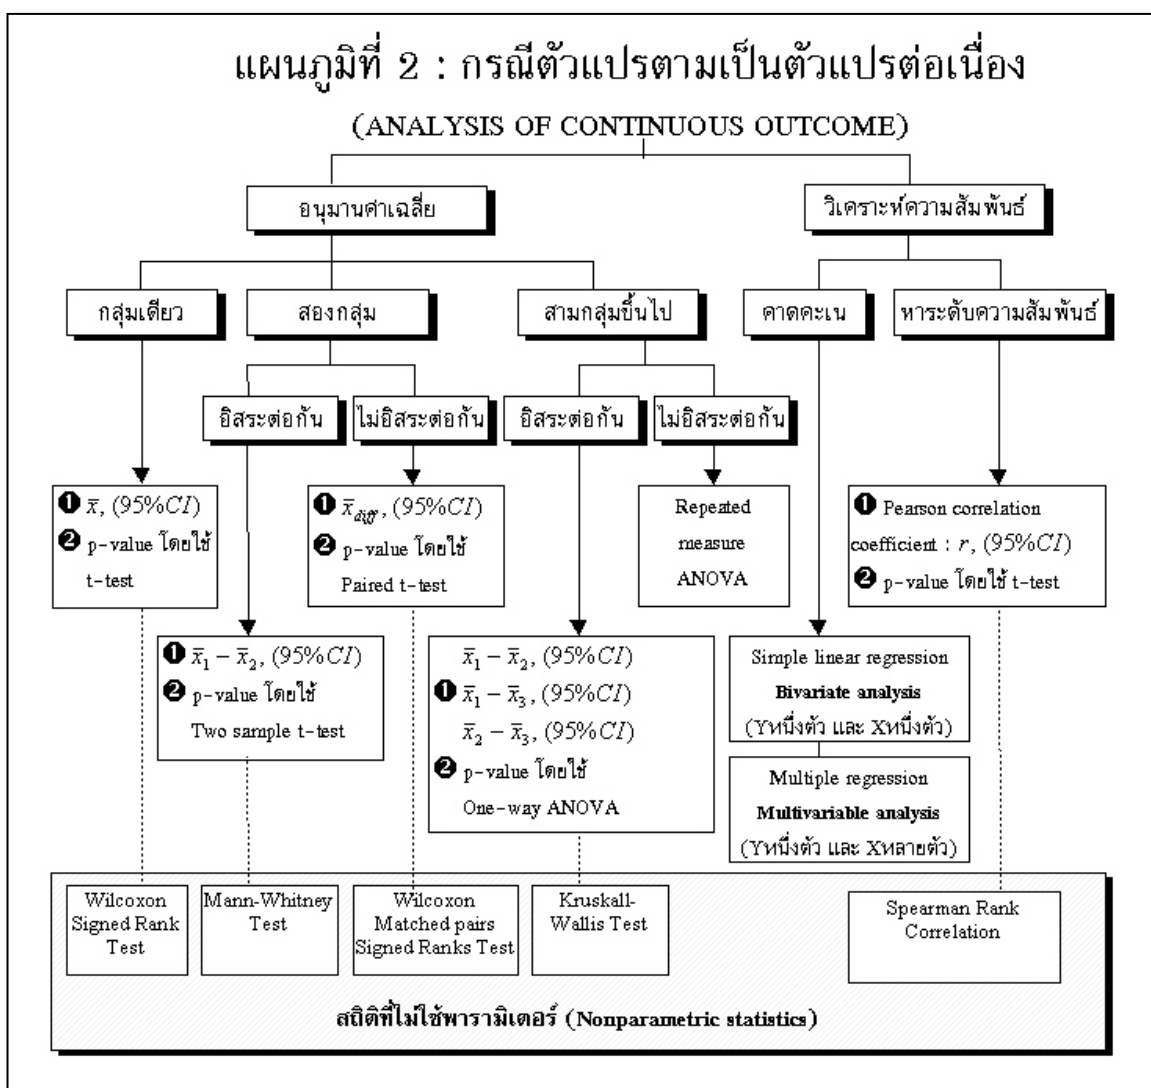 แผนภูมิที่ 2 : กรณีตัวแปรตามเป็นตัวแปรต่อเนื่อง
(ANALYSIS OF CONTINUOUS OUTCOME)
อนุมานค่าเฉลี่ย
วิเคราะห์ความสัมพันธ์
กลุ่มเดียว
สองกลุ่ม
สามกลุ่มขึ้นไป
คาดคะเน
หาระดับความสัมพันธ์
อิสระต่อกัน
ไม่อิสระต่อกัน
อิสระต่อกัน
ไม่อิสระต่อกัน
❶ x̅, (95%CI)
❷ p-value โดยใช้
t-test
❶ x̅diff, (95%CI)
❷ p-value โดยใช้
Paired t-test
Repeated
measure
ANOVA
❶ Pearson correlation
coefficient : r, (95%CI)
❷ p-value โดยใช้ t-test
❶ x̅₁ − x̅₂, (95%CI)
❷ p-value โดยใช้
Two sample t-test
x̅₁ − x̅₂, (95%CI)
❶ x̅₁ − x̅₃, (95%CI)
x̅₂ − x̅₃, (95%CI)
❷ p-value โดยใช้
One-way ANOVA
Simple linear regression
Bivariate analysis
(Yหนึ่งตัว และ Xหนึ่งตัว)
Multiple regression
Multivariable analysis
(Yหนึ่งตัว และ Xหลายตัว)
Wilcoxon
Signed Rank
Test
Mann-Whitney
Test
Wilcoxon
Matched pairs
Signed Ranks Test
Kruskall-
Wallis Test
Spearman Rank
Correlation
สถิติที่ไม่ใช้พารามิเตอร์ (Nonparametric statistics)